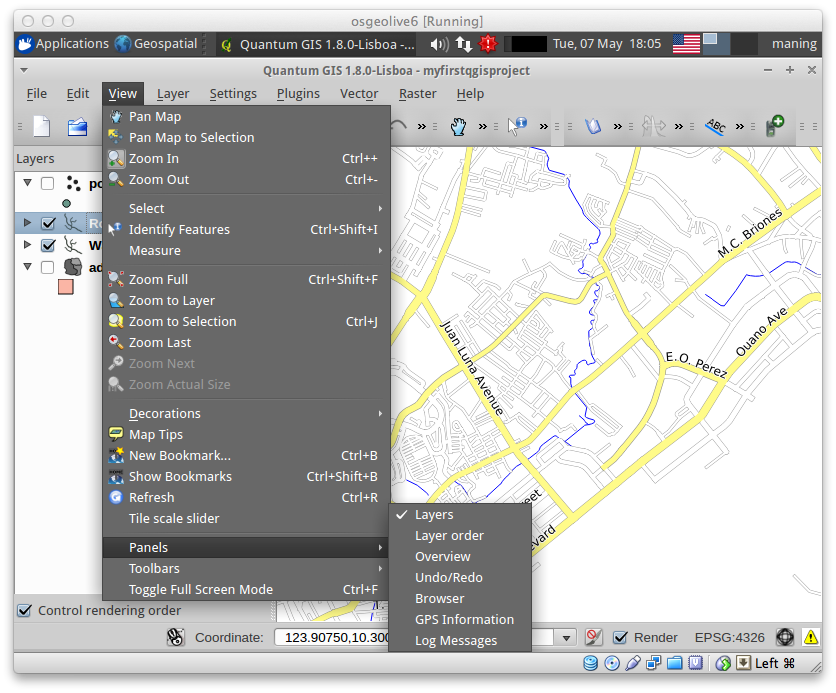 osgeolive6 [Running]
Applications Geospatial Quantum GIS 1.8.0-Lisboa -... Tue, 07 May 18:05 maning
Quantum GIS 1.8.0-Lisboa - myfirstqgisproject
File Edit View Layer Settings Plugins Vector Raster Help
Pan Map
Pan Map to Selection
Zoom In Ctrl++
Zoom Out Ctrl+-
Select
Identify Features Ctrl+Shift+I
Measure
Zoom Full Ctrl+Shift+F
Zoom to Layer
Zoom to Selection Ctrl+J
Zoom Last
Zoom Next
Zoom Actual Size
Decorations
Map Tips
New Bookmark... Ctrl+B
Show Bookmarks Ctrl+Shift+B
Refresh Ctrl+R
Tile scale slider
Panels
Toolbars
Toggle Full Screen Mode Ctrl+F
Layers
Layer order
Overview
Undo/Redo
Browser
GPS Information
Log Messages
ABC
Layers
po
Ro
W
ad
M.C. Briones
Ouano Ave
E.O. Perez
Juan Luna Avenue
eet
evard
Control rendering order
Coordinate: 123.90750,10.300 Render EPSG:4326
Left ⌘